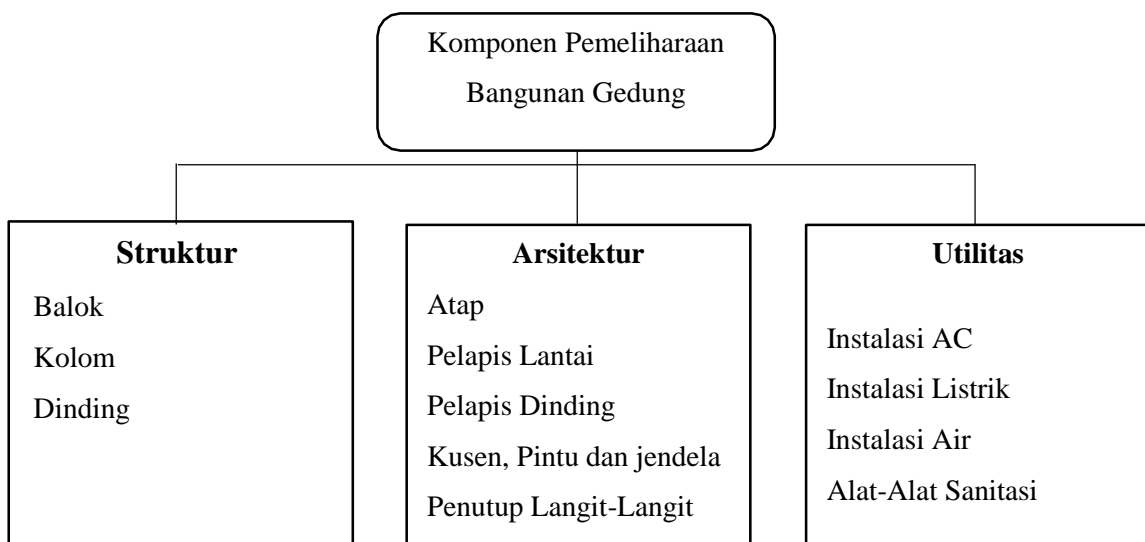 Komponen Pemeliharaan
Bangunan Gedung
Struktur
Balok
Kolom
Dinding
Arsitektur
Atap
Pelapis Lantai
Pelapis Dinding
Kusen, Pintu dan jendela
Penutup Langit-Langit
Utilitas
Instalasi AC
Instalasi Listrik
Instalasi Air
Alat-Alat Sanitasi